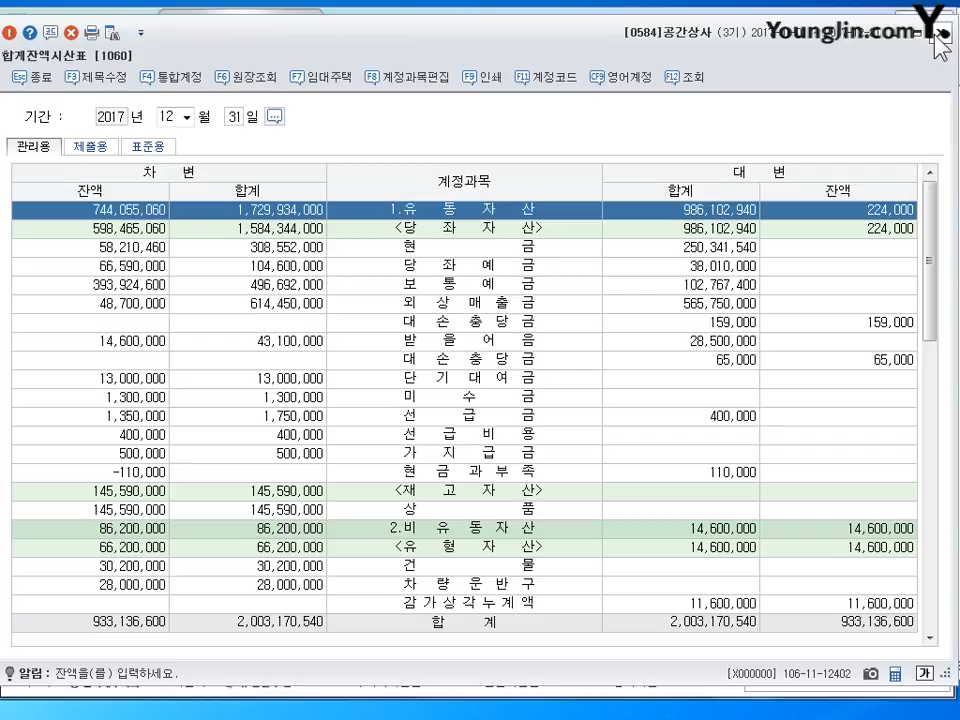 [0584]공간상사 (3기) 201
Younglin.com Y.
합계잔액시산표 [1060]
Esc 종료 F3 제목수정 F4 통합계정 F6 원장조회 F7 임대주택 F8 계정과목편집 F9 인쇄 F11 계정코드 CF9 영어계정 F12 조회
기간 : 2017 년 12 월 31 일
관리용 제출용 표준용
차 변 계정과목 대 변
잔액 합계 합계 잔액
744,055,060 1,729,934,000 1.유 동 자 산 986,102,940 224,000
598,465,060 1,584,344,000 <당 좌 자 산> 986,102,940 224,000
58,210,460 308,552,000 현 금 250,341,540
66,590,000 104,600,000 당 좌 예 금 38,010,000
393,924,600 496,692,000 보 통 예 금 102,767,400
48,700,000 614,450,000 외 상 매 출 금 565,750,000
대 손 충 당 금 159,000 159,000
14,600,000 43,100,000 받 을 어 음 28,500,000
대 손 충 당 금 65,000 65,000
13,000,000 13,000,000 단 기 대 여 금
1,300,000 1,300,000 미 수 금
1,350,000 1,750,000 선 급 금 400,000
400,000 400,000 선 급 비 용
500,000 500,000 가 지 급 금
-110,000 현 금 과 부 족 110,000
145,590,000 145,590,000 <재 고 자 산>
145,590,000 145,590,000 상 품
86,200,000 86,200,000 2.비 유 동 자 산 14,600,000 14,600,000
66,200,000 66,200,000 <유 형 자 산> 14,600,000 14,600,000
30,200,000 30,200,000 건 물
28,000,000 28,000,000 차 량 운 반 구
감 가 상 각 누 계 액 11,600,000 11,600,000
933,136,600 2,003,170,540 합 계 2,003,170,540 933,136,600
알림 : 잔액을(를) 입력하세요. [X000000] 106-11-12402 가